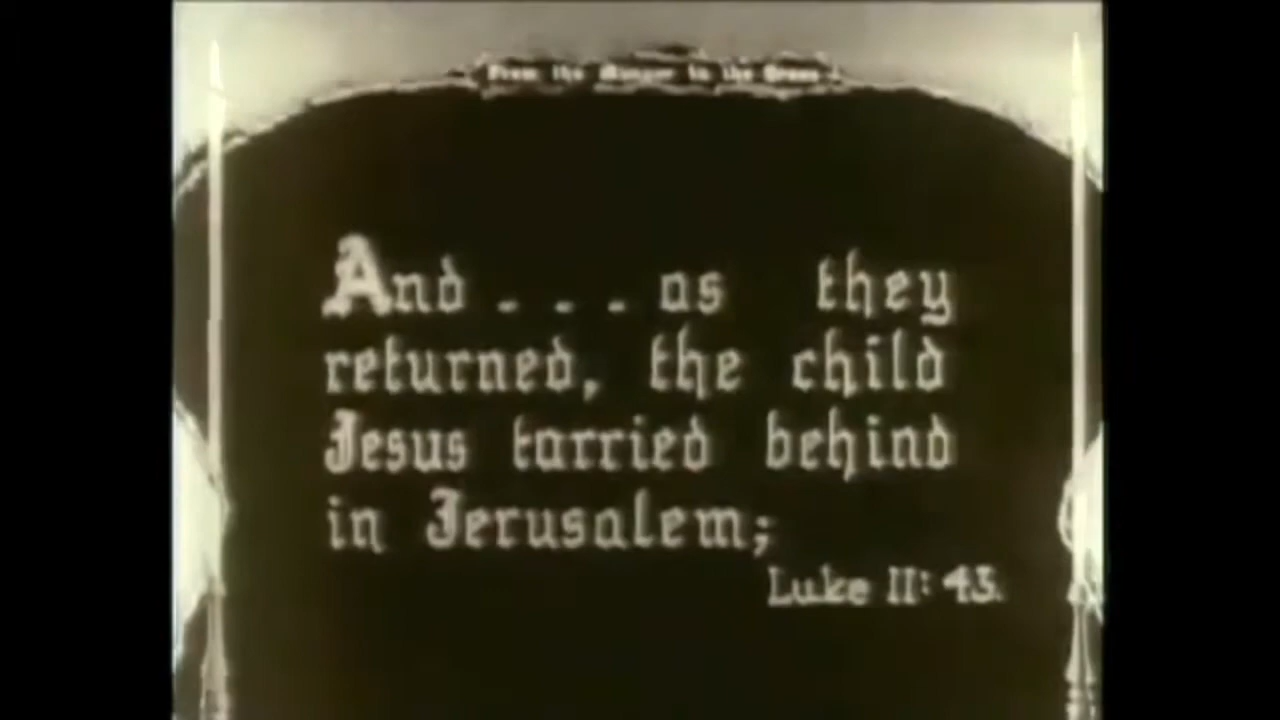 From the Manger to the Cross
And . . . as they
returned, the child
Jesus tarried behind
in Jerusalem;
Luke II: 43.